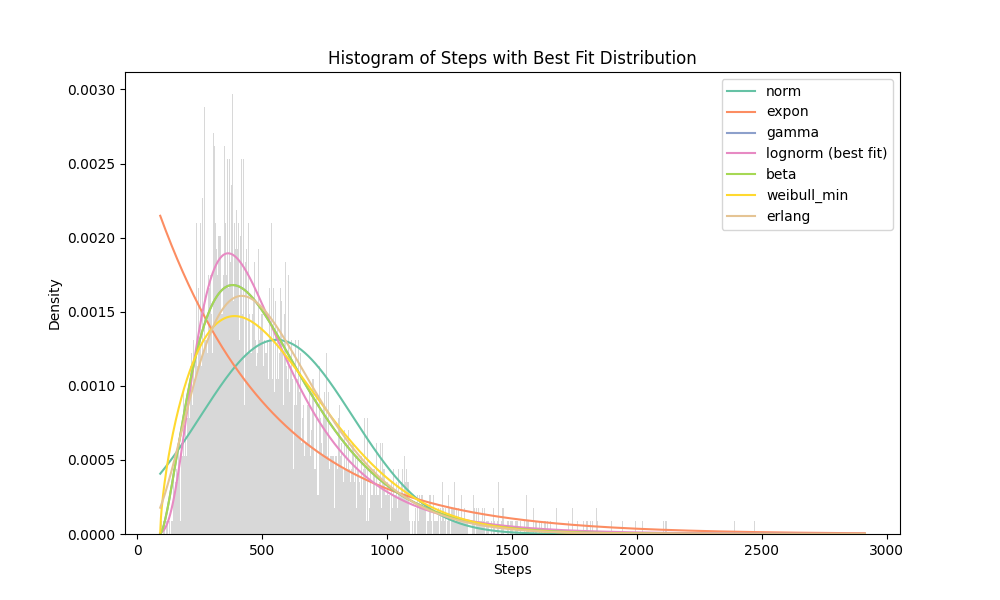 Histogram of Steps with Best Fit Distribution
norm
expon
gamma
lognorm (best fit)
beta
weibull_min
erlang
0.0030
0.0025
0.0020
0.0015
0.0010
0.0005
0.0000
Density
0 500 1000 1500 2000 2500 3000
Steps